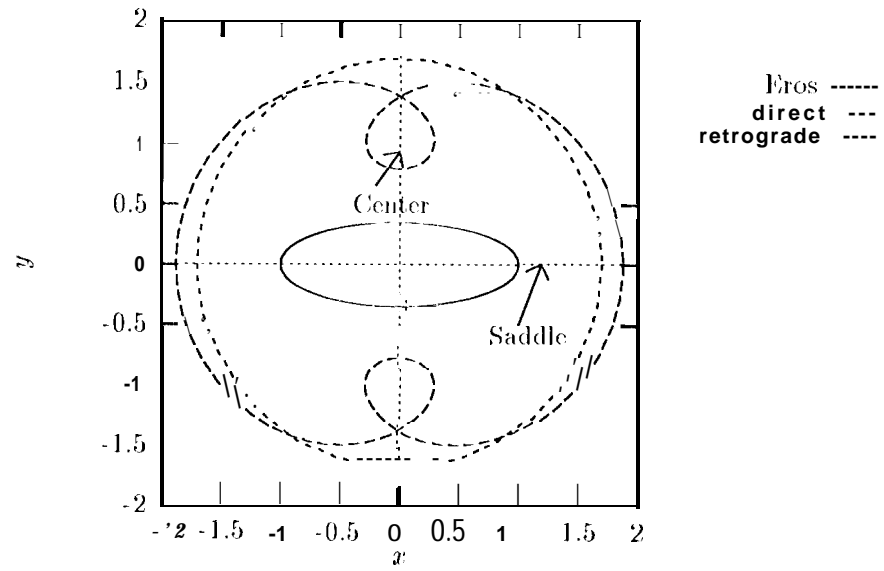 2
1.5
1
0.5
0
-0.5
-1
-1.5
-2
y
Center
Saddle
-'2 -1.5 -1 -0.5 0 0.5 1 1.5 2
x
Eros ------
direct ---
retrograde ----